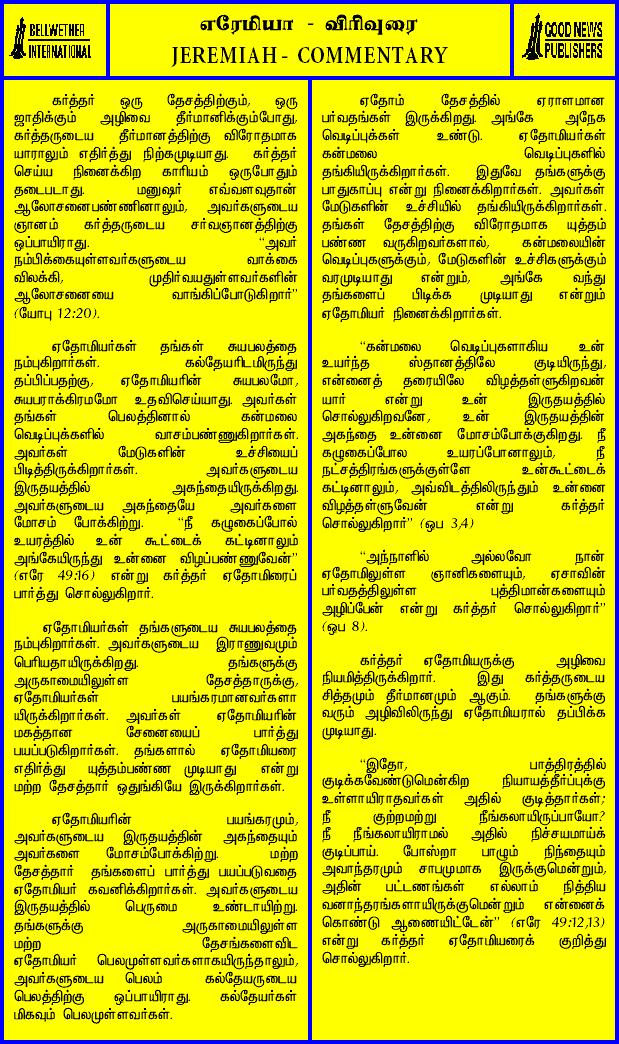 BELLWETHER
INTERNATIONAL
எரேமியா - விரிவுரை
JEREMIAH - COMMENTARY
GOOD NEWS
PUBLISHERS
கர்த்தர் ஒரு தேசத்திற்கும், ஒரு
ஜாதிக்கும் அழிவை தீர்மானிக்கும்போது,
கர்த்தருடைய தீர்மானத்திற்கு விரோதமாக
யாராலும் எதிர்த்து நிற்கமுடியாது. கர்த்தர்
செய்ய நினைக்கிற காரியம் ஒருபோதும்
தடைபடாது. மனுஷர் எவ்வளவுதான்
ஆலோசனைபண்ணினாலும், அவர்களுடைய
ஞானம் கர்த்தருடைய சர்வஞானத்திற்கு
ஒப்பாயிராது. “அவர்
நம்பிக்கையுள்ளவர்களுடைய வாக்கை
விலக்கி, முதிர்வயதுள்ளவர்களின்
ஆலோசனையை வாங்கிப்போடுகிறார்”
(யோபு 12:20).
ஏதோமியர்கள் தங்கள் சுயபலத்தை
நம்புகிறார்கள். கல்தேயரிடமிருந்து
தப்பிப்பதற்கு, ஏதோமியரின் சுயபலமோ,
சுயபராக்கிரமமோ உதவிசெய்யாது. அவர்கள்
தங்கள் பெலத்தினால் கன்மலை
வெடிப்புக்களில் வாசம்பண்ணுகிறார்கள்.
அவர்கள் மேடுகளின் உச்சியைப்
பிடித்திருக்கிறார்கள். அவர்களுடைய
இருதயத்தில் அகந்தையிருக்கிறது.
அவர்களுடைய அகந்தையே அவர்களை
மோசம் போக்கிற்று. “நீ கழுகைப்போல்
உயரத்தில் உன் கூட்டைக் கட்டினாலும்
அங்கேயிருந்து உன்னை விழப்பண்ணுவேன்”
(எரே 49:16) என்று கர்த்தர் ஏதோமிரைப்
பார்த்து சொல்லுகிறார்.
ஏதோமியர்கள் தங்களுடைய சுயபலத்தை
நம்புகிறார்கள். அவர்களுடைய இராணுவமும்
பெரியதாயிருக்கிறது. தங்களுக்கு
அருகாமையிலுள்ள தேசத்தாருக்கு,
ஏதோமியர்கள் பயங்கரமானவர்களா
யிருக்கிறார்கள். அவர்கள் ஏதோமியரின்
மகத்தான சேனையைப் பார்த்து
பயப்படுகிறார்கள். தங்களால் ஏதோமியரை
எதிர்த்து யுத்தம்பண்ண முடியாது என்று
மற்ற தேசத்தார் ஒதுங்கியே இருக்கிறார்கள்.
ஏதோமியரின் பயங்கரமும்,
அவர்களுடைய இருதயத்தின் அகந்தையும்
அவர்களை மோசம்போக்கிற்று. மற்ற
தேசத்தார் தங்களைப் பார்த்து பயப்படுவதை
ஏதோமியர் கவனிக்கிறார்கள். அவர்களுடைய
இருதயத்தில் பெருமை உண்டாயிற்று.
தங்களுக்கு அருகாமையிலுள்ள
மற்ற தேசங்களைவிட
ஏதோமியர் பெலமுள்ளவர்களாகயிருந்தாலும்,
அவர்களுடைய பெலம் கல்தேயருடைய
பெலத்திற்கு ஒப்பாயிராது. கல்தேயர்கள்
மிகவும் பெலமுள்ளவர்கள்.
ஏதோம் தேசத்தில் ஏராளமான
பர்வதங்கள் இருக்கிறது. அங்கே அநேக
வெடிப்புக்கள் உண்டு. ஏதோமியர்கள்
கன்மலை வெடிப்புகளில்
தங்கியிருக்கிறார்கள். இதுவே தங்களுக்கு
பாதுகாப்பு என்று நினைக்கிறார்கள். அவர்கள்
மேடுகளின் உச்சியில் தங்கியிருக்கிறார்கள்.
தங்கள் தேசத்திற்கு விரோதமாக யுத்தம்
பண்ண வருகிறவர்களால், கன்மலையின்
வெடிப்புகளுக்கும், மேடுகளின் உச்சிகளுக்கும்
வரமுடியாது என்றும், அங்கே வந்து
தங்களைப் பிடிக்க முடியாது என்றும்
ஏதோமியர் நினைக்கிறார்கள்.
“கன்மலை வெடிப்புகளாகிய உன்
உயர்ந்த ஸ்தானத்திலே குடியிருந்து,
என்னைத் தரையிலே விழத்தள்ளுகிறவன்
யார் என்று உன் இருதயத்தில்
சொல்லுகிறவனே, உன் இருதயத்தின்
அகந்தை உன்னை மோசம்போக்குகிறது. நீ
கழுகைப்போல உயரப்போனாலும், நீ
நட்சத்திரங்களுக்குள்ளே உன்கூட்டைக்
கட்டினாலும், அவ்விடத்திலிருந்தும் உன்னை
விழத்தள்ளுவேன் என்று கர்த்தர்
சொல்லுகிறார்” (ஒப 3,4)
“அந்நாளில் அல்லவோ நான்
ஏதோமிலுள்ள ஞானிகளையும், ஏசாவின்
பர்வதத்திலுள்ள புத்திமான்களையும்
அழிப்பேன் என்று கர்த்தர் சொல்லுகிறார்”
(ஒப 8).
கர்த்தர் ஏதோமியருக்கு அழிவை
நியமித்திருக்கிறார். இது கர்த்தருடைய
சித்தமும் தீர்மானமும் ஆகும். தங்களுக்கு
வரும் அழிவிலிருந்து ஏதோமியரால் தப்பிக்க
முடியாது.
“இதோ, பாத்திரத்தில்
குடிக்கவேண்டுமென்கிற நியாயத்தீர்ப்புக்கு
உள்ளாயிராதவர்கள் அதில் குடித்தார்கள்;
நீ குற்றமற்று நீங்கலாயிருப்பாயோ?
நீ நீங்கலாயிராமல் அதில் நிச்சயமாய்க்
குடிப்பாய். போஸ்றா பாழும் நிந்தையும்
அவாந்தரமும் சாபமுமாக இருக்குமென்றும்,
அதின் பட்டணங்கள் எல்லாம் நித்திய
வனாந்தரங்களாயிருக்குமென்றும் என்னைக்
கொண்டு ஆணையிட்டேன்” (எரே 49:12,13)
என்று கர்த்தர் ஏதோமியரைக் குறித்து
சொல்லுகிறார்.